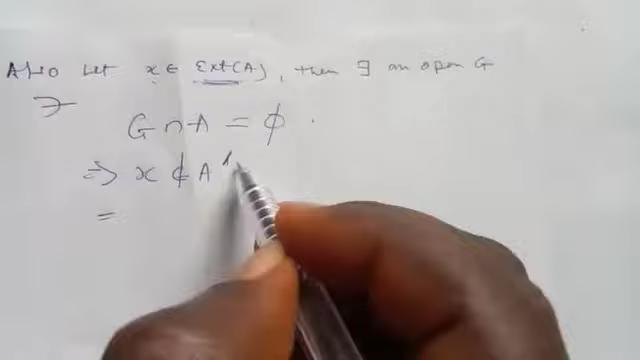 Also let x ∈ Ext(A), then ∃ an open G
∋
G ∩ A = ϕ.
⇒ x ∉ A'
=